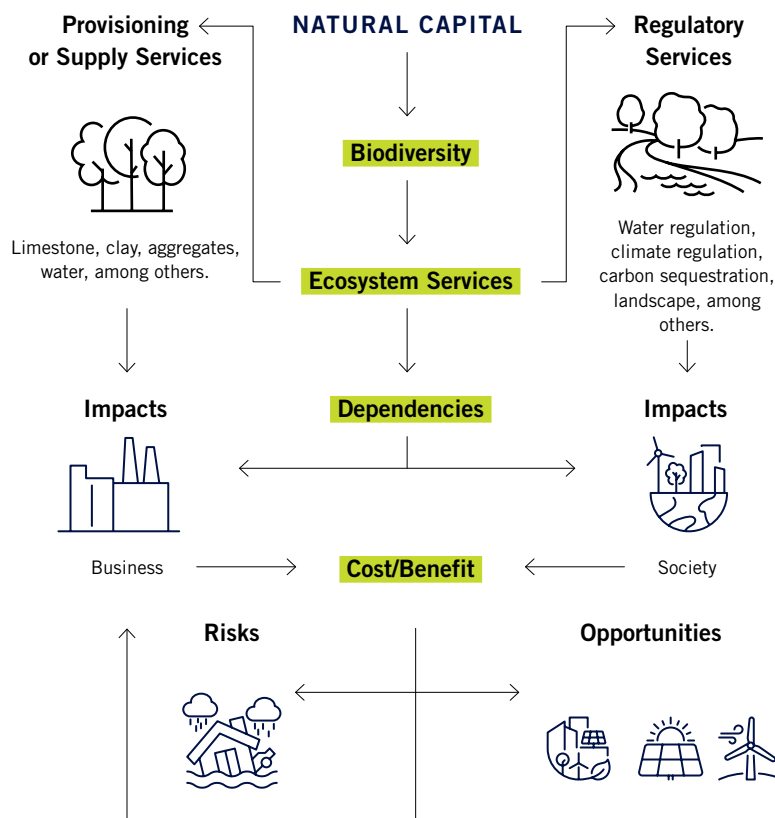 Provisioning
or Supply Services
NATURAL CAPITAL
Regulatory
Services
Biodiversity
Limestone, clay, aggregates,
water, among others.
Ecosystem Services
Water regulation,
climate regulation,
carbon sequestration,
landscape, among
others.
Impacts
Dependencies
Impacts
Business
Cost/Benefit
Society
Risks
Opportunities